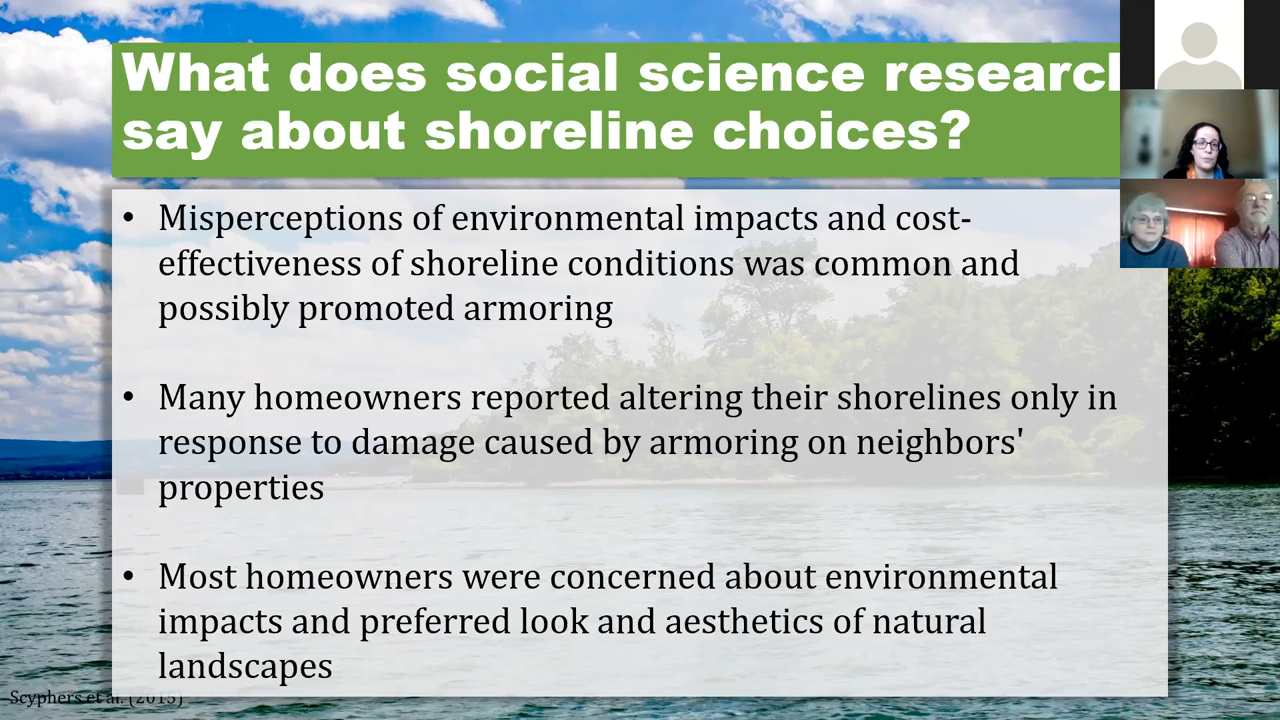 What does social science research
say about shoreline choices?
• Misperceptions of environmental impacts and cost-
effectiveness of shoreline conditions was common and
possibly promoted armoring
• Many homeowners reported altering their shorelines only in
response to damage caused by armoring on neighbors'
properties
• Most homeowners were concerned about environmental
impacts and preferred look and aesthetics of natural
landscapes
Scyphers et al. (2015)